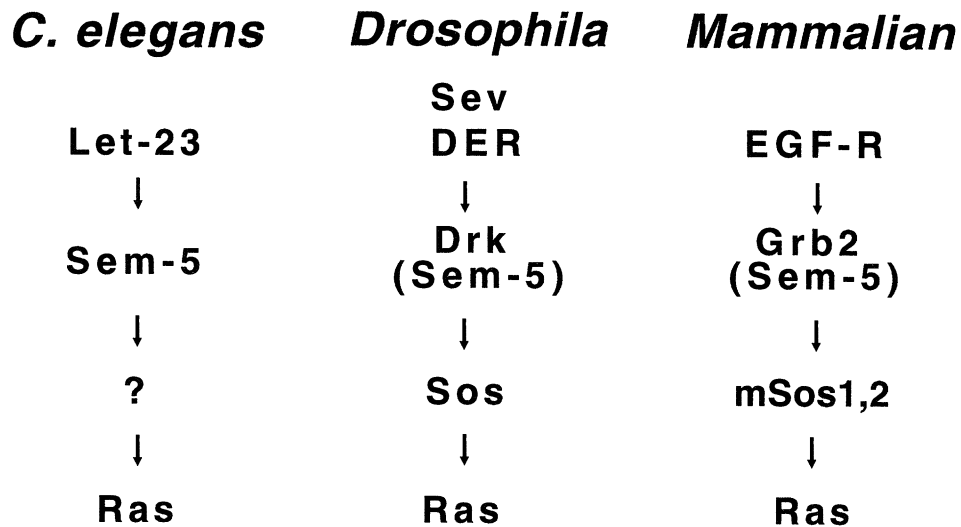 C. elegans
Drosophila
Mammalian
Let-23
Sem-5
?
Ras
Sev
DER
Drk
(Sem-5)
Sos
Ras
EGF-R
Grb2
(Sem-5)
mSos1,2
Ras